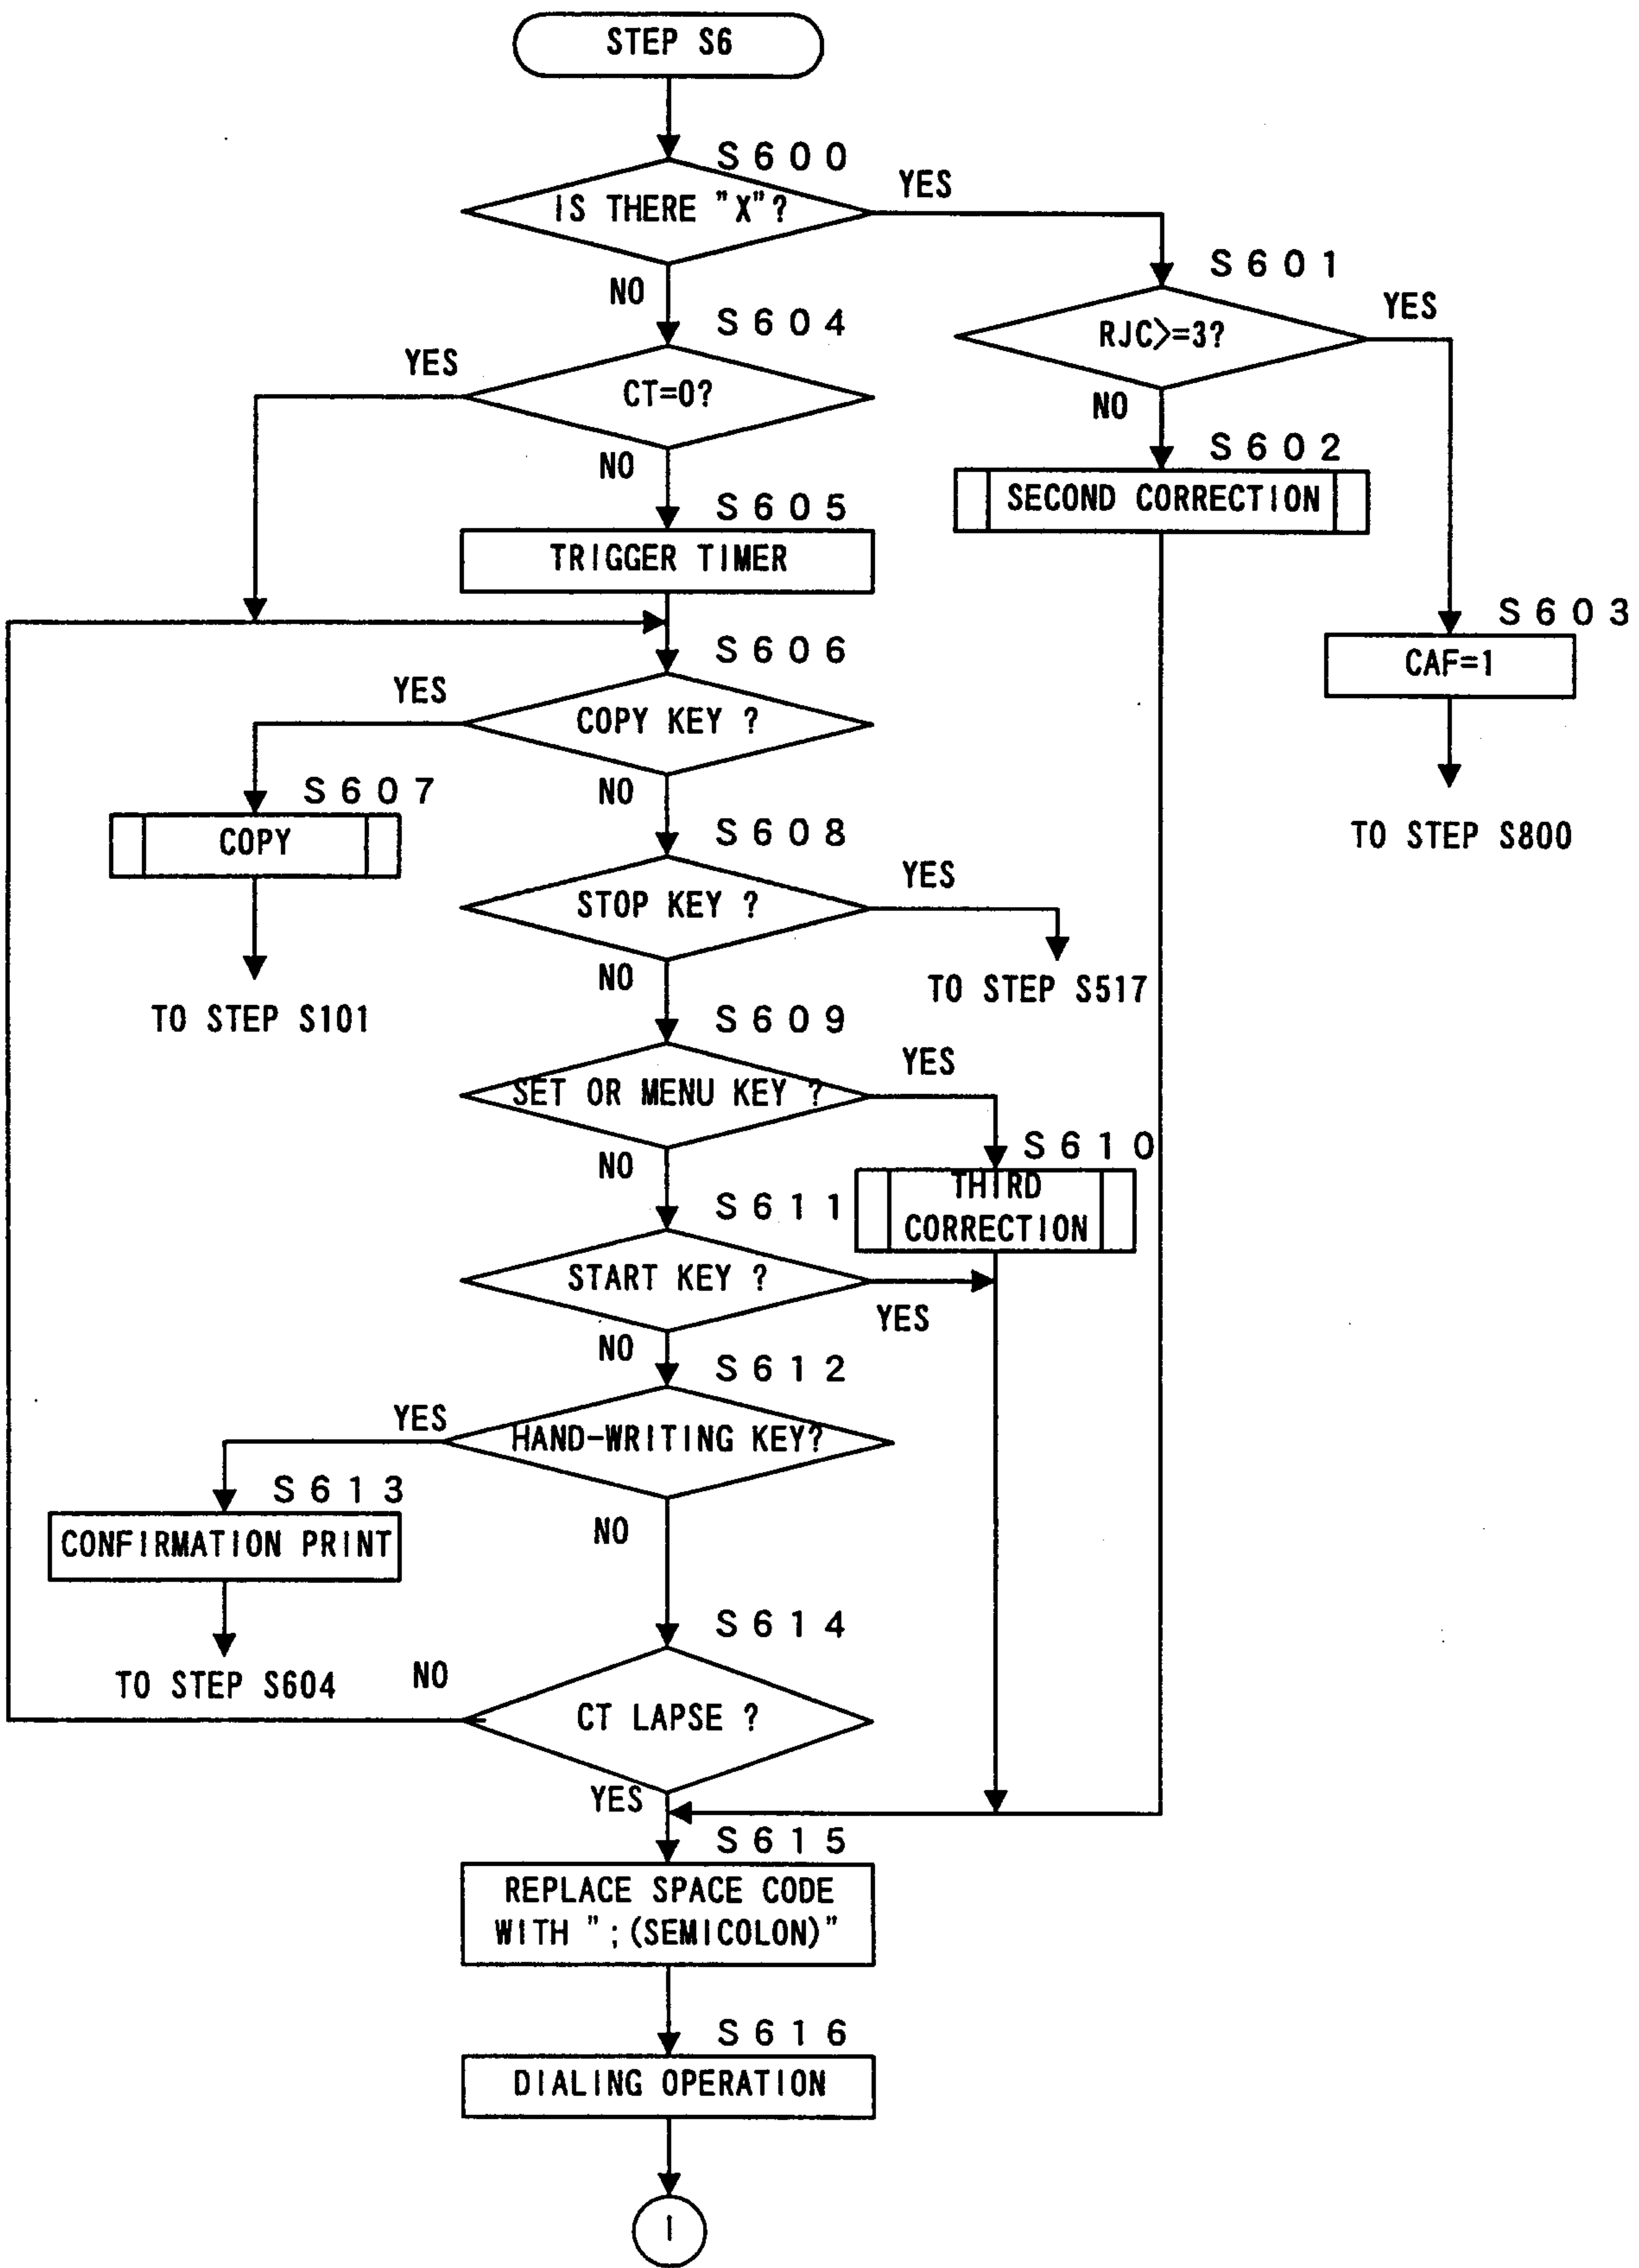 STEP S6
S600
IS THERE "X"?
YES
NO
S601
RJC>=3?
YES
NO
S604
CT=0?
YES
NO
S602
SECOND CORRECTION
S605
TRIGGER TIMER
S603
CAF=1
TO STEP S800
S606
COPY KEY ?
YES
NO
S607
COPY
TO STEP S101
S608
STOP KEY ?
YES
NO
TO STEP S517
S609
SET OR MENU KEY ?
YES
NO
S610
THIRD
CORRECTION
S611
START KEY ?
YES
NO
S612
HAND-WRITING KEY?
YES
NO
S613
CONFIRMATION PRINT
TO STEP S604
S614
CT LAPSE ?
NO
YES
S615
REPLACE SPACE CODE
WITH ";(SEMICOLON)"
S616
DIALING OPERATION
I